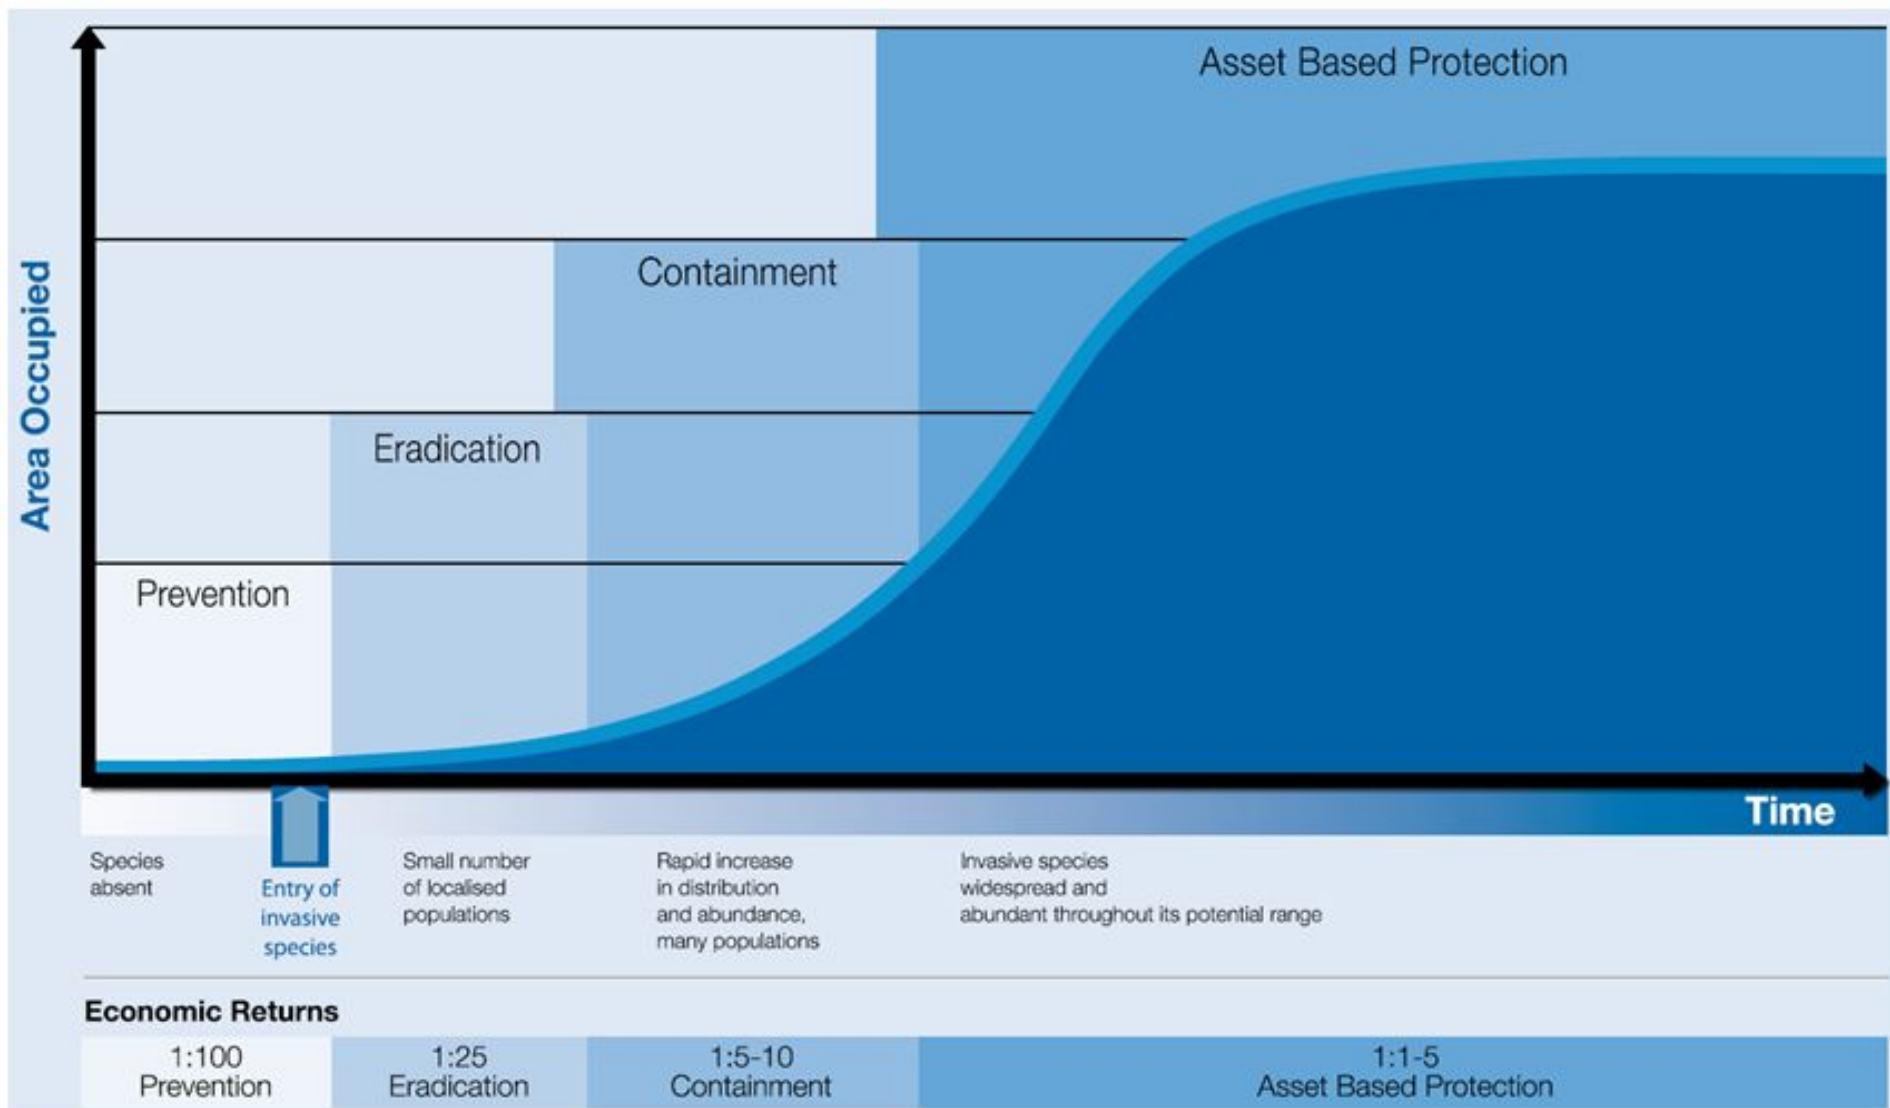 Asset Based Protection
Containment
Eradication
Prevention
Area Occupied
Time
Species
absent
Entry of
invasive
species
Small number
of localised
populations
Rapid increase
in distribution
and abundance,
many populations
Invasive species
widespread and
abundant throughout its potential range
Economic Returns
1:100
Prevention
1:25
Eradication
1:5-10
Containment
1:1-5
Asset Based Protection